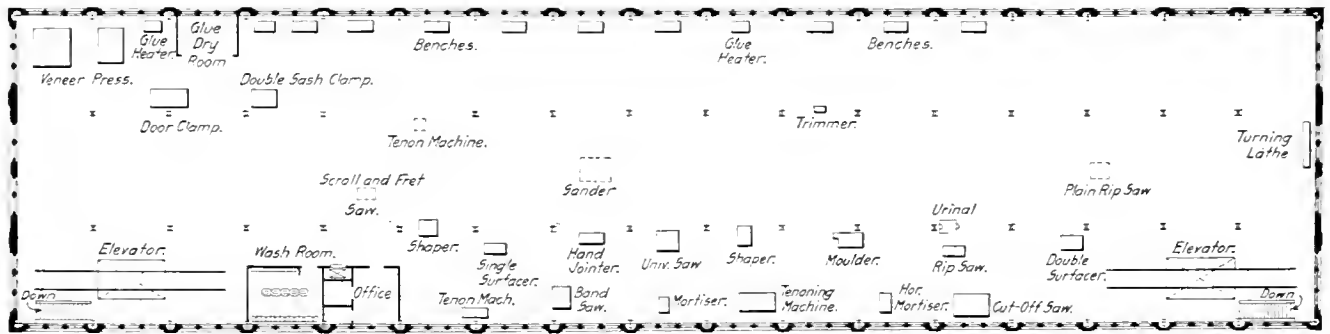 Glue
Heater.
Glue
Dry
Room
Benches.
Glue
Heater.
Benches.
Veneer Press.
Double Sash Clamp.
Door Clamp.
Tenon Machine.
Trimmer.
Turning
Lathe
Scroll and Fret
Saw.
Sander
Plain Rip Saw
Urinal
Elevator.
Wash Room.
Shaper.
Single
Surfacer.
Hand
Jointer.
Univ. Saw
Shaper.
Moulder.
Rip Saw.
Double
Surfacer.
Elevator.
Down
Office
Tenon Mach.
Band
Saw.
Mortiser.
Tenoning
Machine.
Hor.
Mortiser.
Cut-Off Saw.
Down